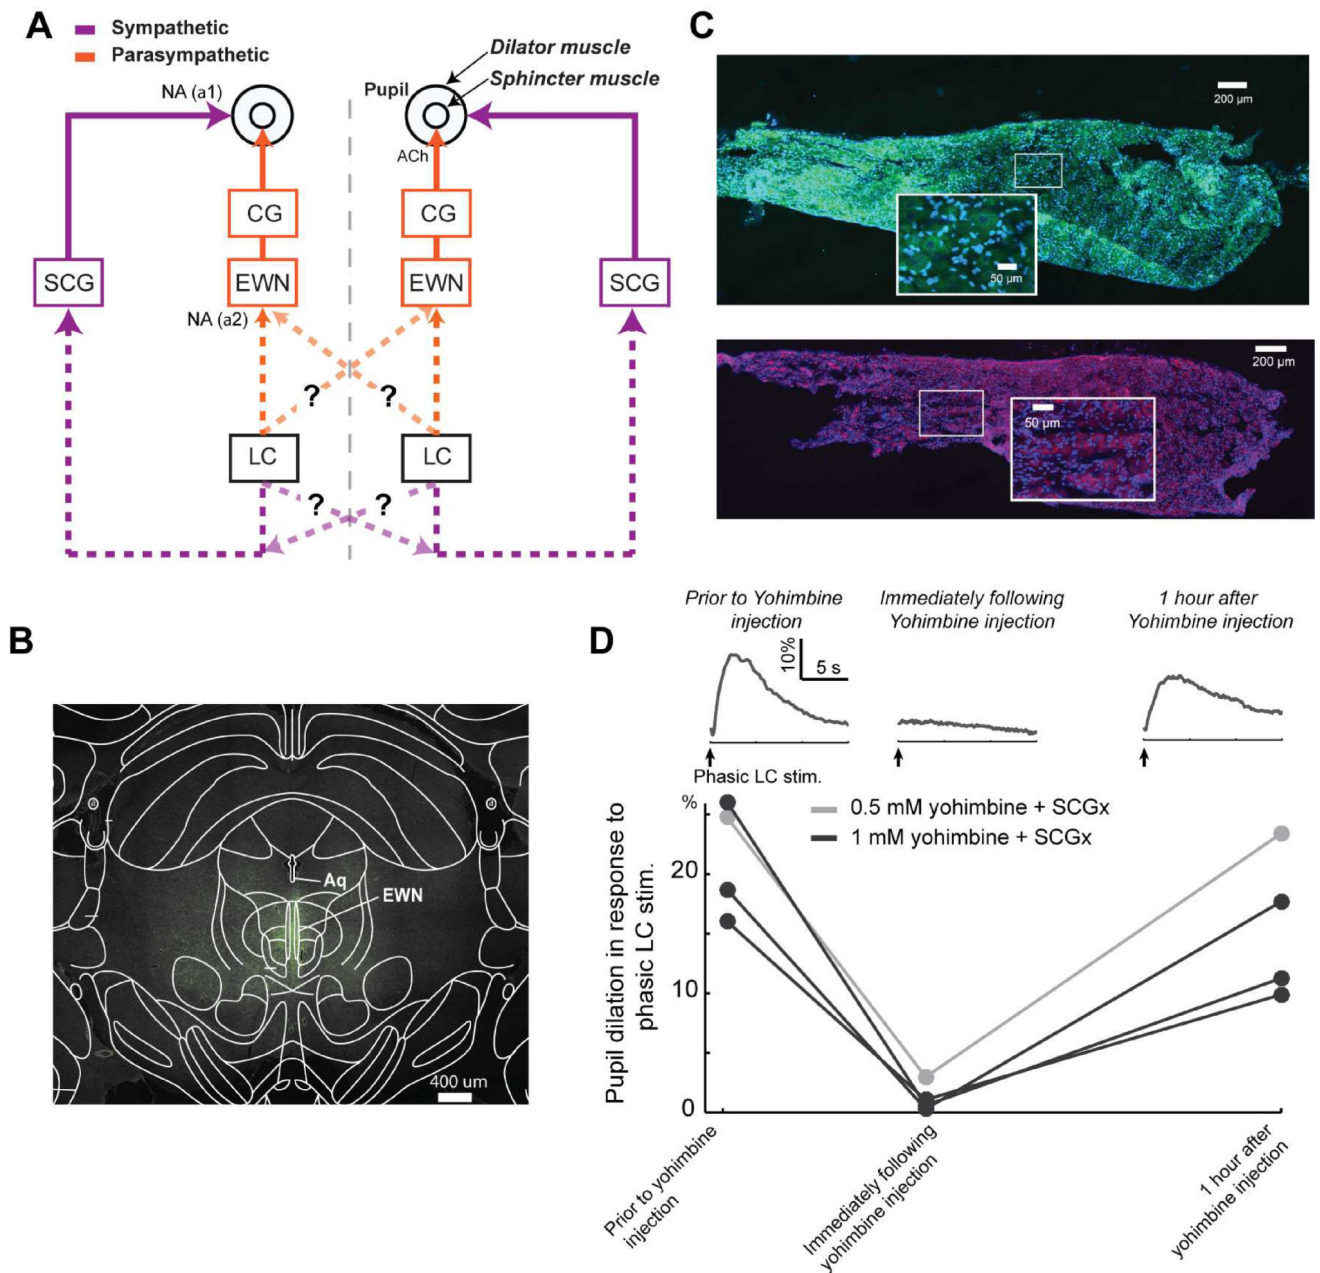 A
Sympathetic
Parasympathetic
Dilator muscle
Sphincter muscle
NA (a1)
Pupil
ACh
CG
CG
SCG
EWN
EWN
SCG
NA (a2)
?
?
LC
LC
?
?
C
200 µm
50 µm
200 µm
50 µm
B
Aq
EWN
400 um
D
Prior to Yohimbine
injection
Immediately following
Yohimbine injection
1 hour after
Yohimbine injection
10%
5 s
Phasic LC stim.
%
0.5 mM yohimbine + SCGx
1 mM yohimbine + SCGx
Pupil dilation in response to
phasic LC stim.
20
10
0
Prior to yohimbine
injection
Immediately following
yohimbine injection
1 hour after
yohimbine injection